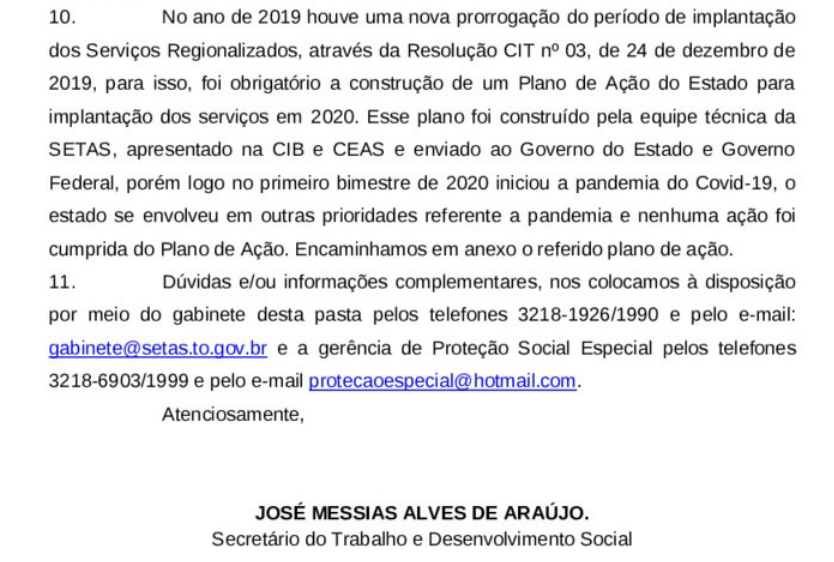 10. No ano de 2019 houve uma nova prorrogação do período de implantação
dos Serviços Regionalizados, através da Resolução CIT nº 03, de 24 de dezembro de
2019, para isso, foi obrigatório a construção de um Plano de Ação do Estado para
implantação dos serviços em 2020. Esse plano foi construído pela equipe técnica da
SETAS, apresentado na CIB e CEAS e enviado ao Governo do Estado e Governo
Federal, porém logo no primeiro bimestre de 2020 iniciou a pandemia do Covid-19, o
estado se envolveu em outras prioridades referente a pandemia e nenhuma ação foi
cumprida do Plano de Ação. Encaminhamos em anexo o referido plano de ação.
11. Dúvidas e/ou informações complementares, nos colocamos à disposição
por meio do gabinete desta pasta pelos telefones 3218-1926/1990 e pelo e-mail:
gabinete@setas.to.gov.br e a gerência de Proteção Social Especial pelos telefones
3218-6903/1999 e pelo e-mail protecaoespecial@hotmail.com.
Atenciosamente,
JOSÉ MESSIAS ALVES DE ARAÚJO.
Secretário do Trabalho e Desenvolvimento Social